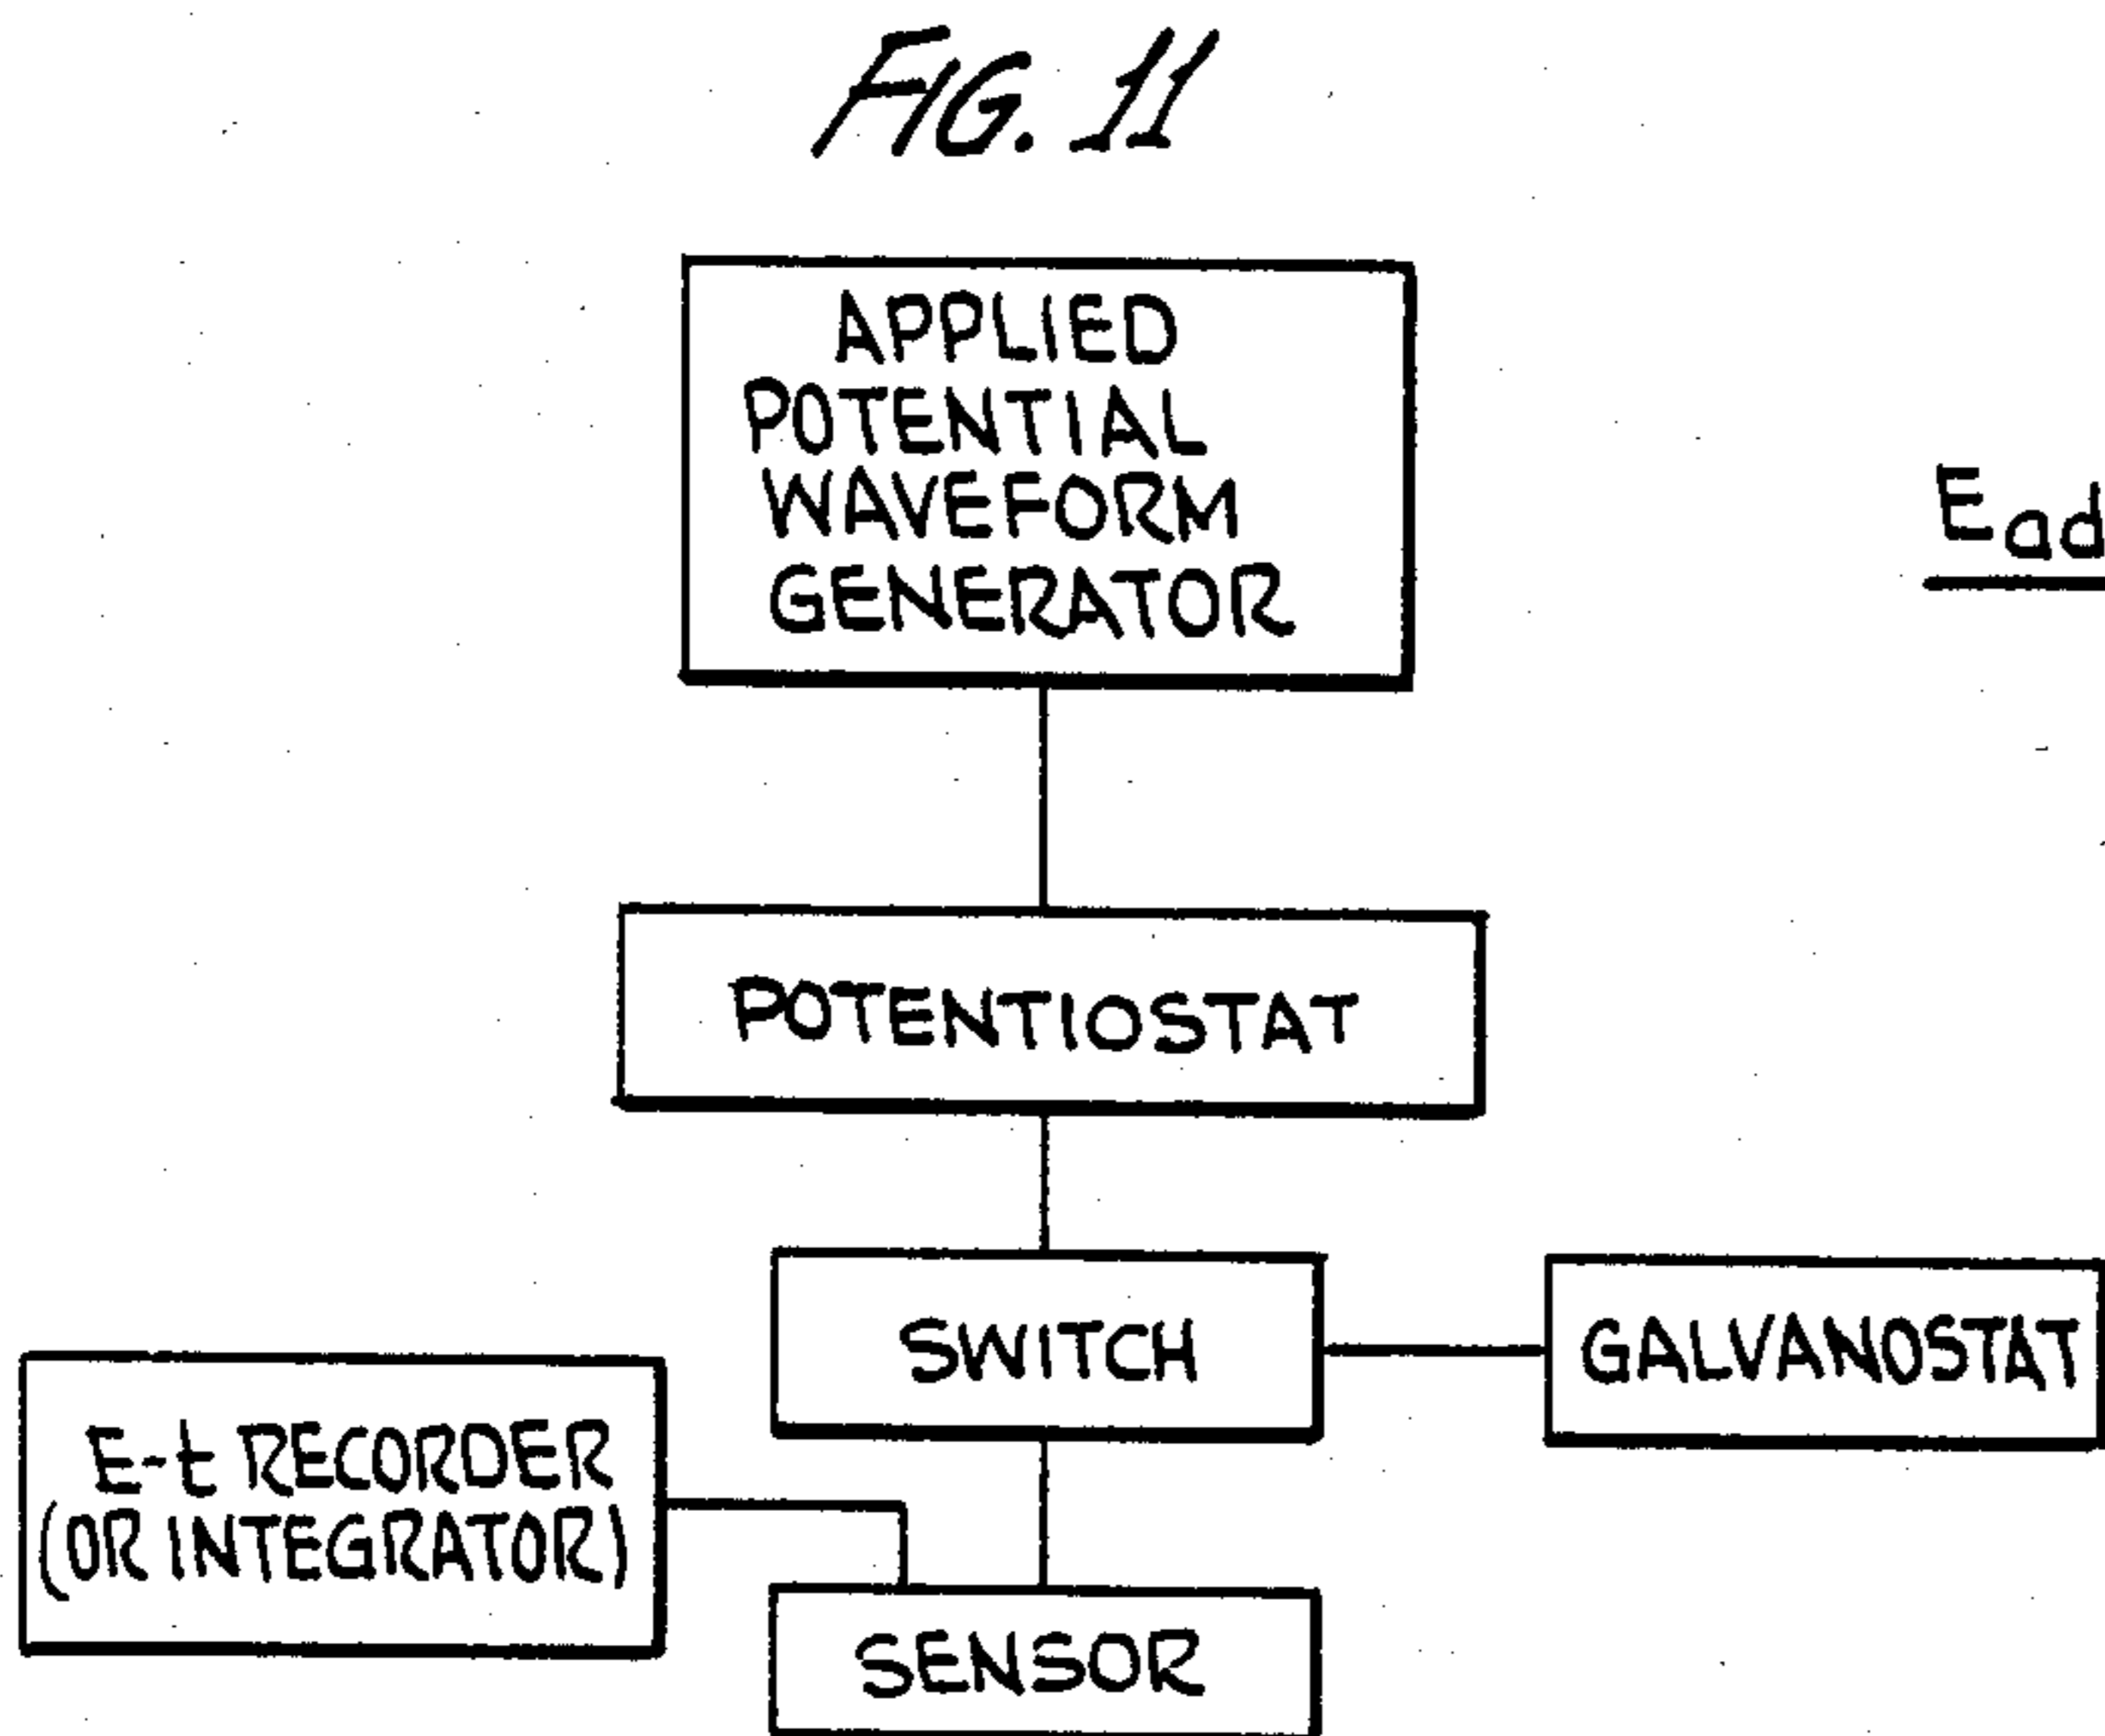 FIG. 11
APPLIED
POTENTIAL
WAVEFORM
GENERATOR
Ead
POTENTIOSTAT
SWITCH
GALVANOSTAT
E-t RECORDER
(OR INTEGRATOR)
SENSOR